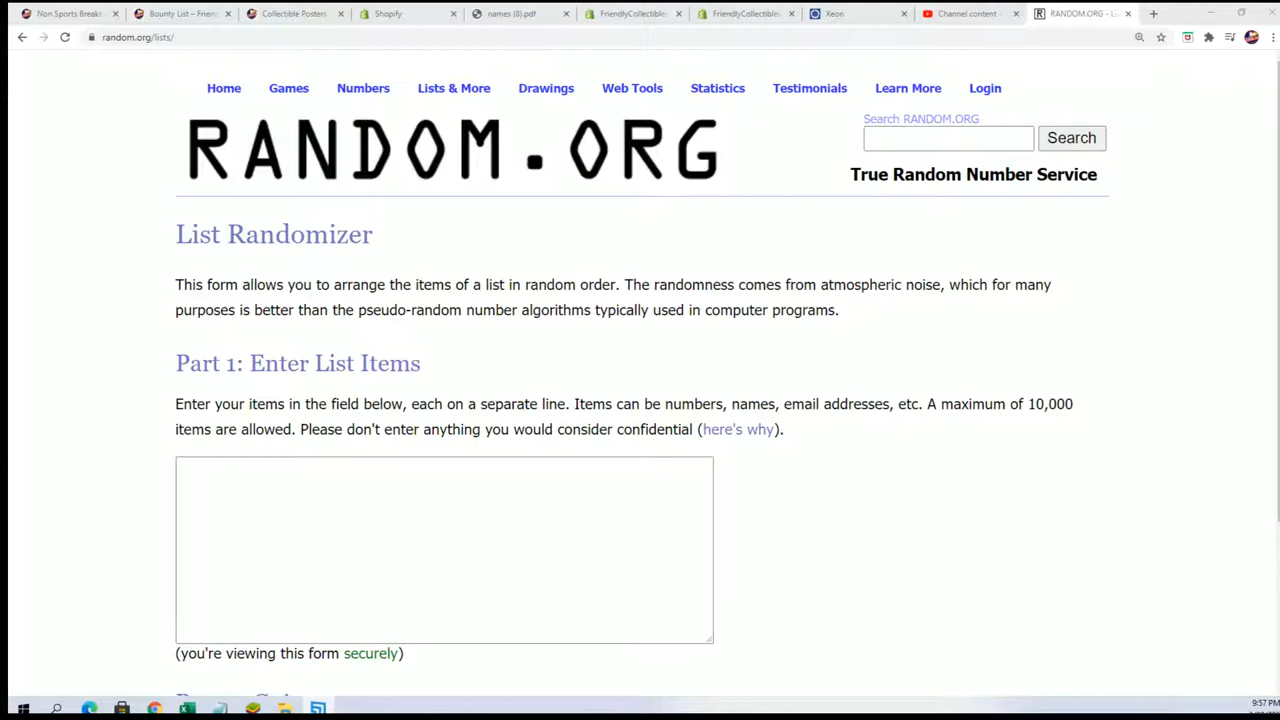 Non Sports Breaks
Bounty List – Frien
Collectible Posters
Shopify
names (8).pdf
FriendlyCollectible
FriendlyCollectible
Xeon
Channel content -
RANDOM.ORG - L
random.org/lists/
Home
Games
Numbers
Lists & More
Drawings
Web Tools
Statistics
Testimonials
Learn More
Login
RANDOM.ORG
Search RANDOM.ORG
Search
True Random Number Service
List Randomizer
This form allows you to arrange the items of a list in random order. The randomness comes from atmospheric noise, which for many
purposes is better than the pseudo-random number algorithms typically used in computer programs.
Part 1: Enter List Items
Enter your items in the field below, each on a separate line. Items can be numbers, names, email addresses, etc. A maximum of 10,000
items are allowed. Please don't enter anything you would consider confidential (here's why).
(you're viewing this form securely)
9:57 PM